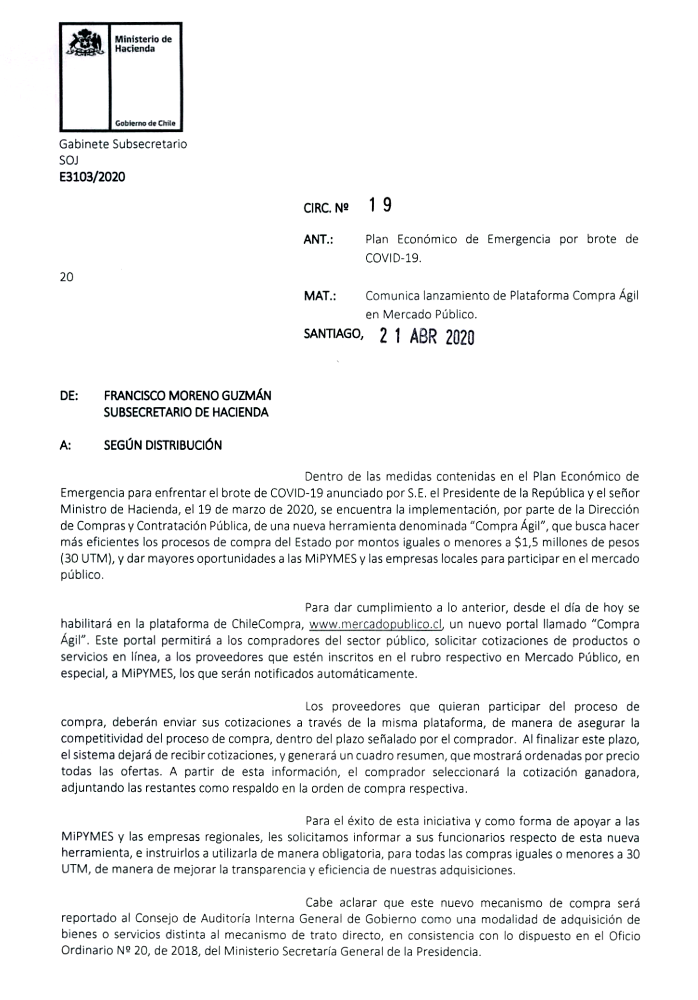 Ministerio de
Hacienda
Gobierno de Chile
Gabinete Subsecretario
SOJ
E3103/2020
CIRC. Nº 19
ANT.: Plan Económico de Emergencia por brote de
COVID-19.
20
MAT.: Comunica lanzamiento de Plataforma Compra Ágil
en Mercado Público.
SANTIAGO, 21 ABR 2020
DE: FRANCISCO MORENO GUZMÁN
SUBSECRETARIO DE HACIENDA
A: SEGÚN DISTRIBUCIÓN
Dentro de las medidas contenidas en el Plan Económico de
Emergencia para enfrentar el brote de COVID-19 anunciado por S.E. el Presidente de la República y el señor
Ministro de Hacienda, el 19 de marzo de 2020, se encuentra la implementación, por parte de la Dirección
de Compras y Contratación Pública, de una nueva herramienta denominada “Compra Ágil”, que busca hacer
más eficientes los procesos de compra del Estado por montos iguales o menores a $1,5 millones de pesos
(30 UTM), y dar mayores oportunidades a las MiPYMES y las empresas locales para participar en el mercado
público.
Para dar cumplimiento a lo anterior, desde el día de hoy se
habilitará en la plataforma de ChileCompra, www.mercadopublico.cl, un nuevo portal llamado “Compra
Ágil”. Este portal permitirá a los compradores del sector público, solicitar cotizaciones de productos o
servicios en línea, a los proveedores que estén inscritos en el rubro respectivo en Mercado Público, en
especial, a MiPYMES, los que serán notificados automáticamente.
Los proveedores que quieran participar del proceso de
compra, deberán enviar sus cotizaciones a través de la misma plataforma, de manera de asegurar la
competitividad del proceso de compra, dentro del plazo señalado por el comprador. Al finalizar este plazo,
el sistema dejará de recibir cotizaciones, y generará un cuadro resumen, que mostrará ordenadas por precio
todas las ofertas. A partir de esta información, el comprador seleccionará la cotización ganadora,
adjuntando las restantes como respaldo en la orden de compra respectiva.
Para el éxito de esta iniciativa y como forma de apoyar a las
MiPYMES y las empresas regionales, les solicitamos informar a sus funcionarios respecto de esta nueva
herramienta, e instruirlos a utilizarla de manera obligatoria, para todas las compras iguales o menores a 30
UTM, de manera de mejorar la transparencia y eficiencia de nuestras adquisiciones.
Cabe aclarar que este nuevo mecanismo de compra será
reportado al Consejo de Auditoría Interna General de Gobierno como una modalidad de adquisición de
bienes o servicios distinta al mecanismo de trato directo, en consistencia con lo dispuesto en el Oficio
Ordinario Nº 20, de 2018, del Ministerio Secretaría General de la Presidencia.